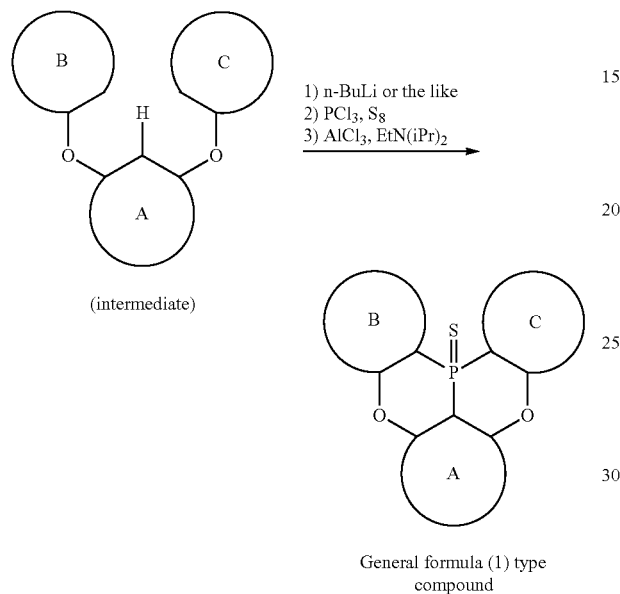 B
C
15
H
1) n-BuLi or the like
2) PCl3, S8
3) AlCl3, EtN(iPr)2
O
O
A
20
(intermediate)
B
C
S
25
P
O
O
A
30
General formula (1) type
compound